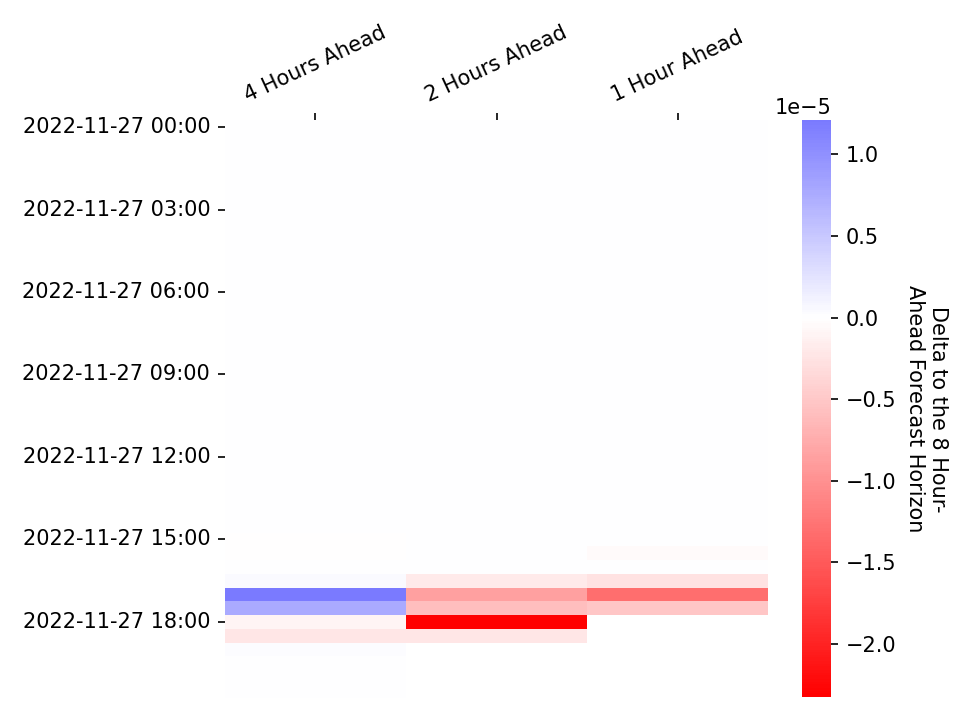 4 Hours Ahead
2 Hours Ahead
1 Hour Ahead
1e−5
2022-11-27 00:00
2022-11-27 03:00
2022-11-27 06:00
2022-11-27 09:00
2022-11-27 12:00
2022-11-27 15:00
2022-11-27 18:00
1.0
0.5
0.0
−0.5
−1.0
−1.5
−2.0
Delta to the 8 Hour-
Ahead Forecast Horizon